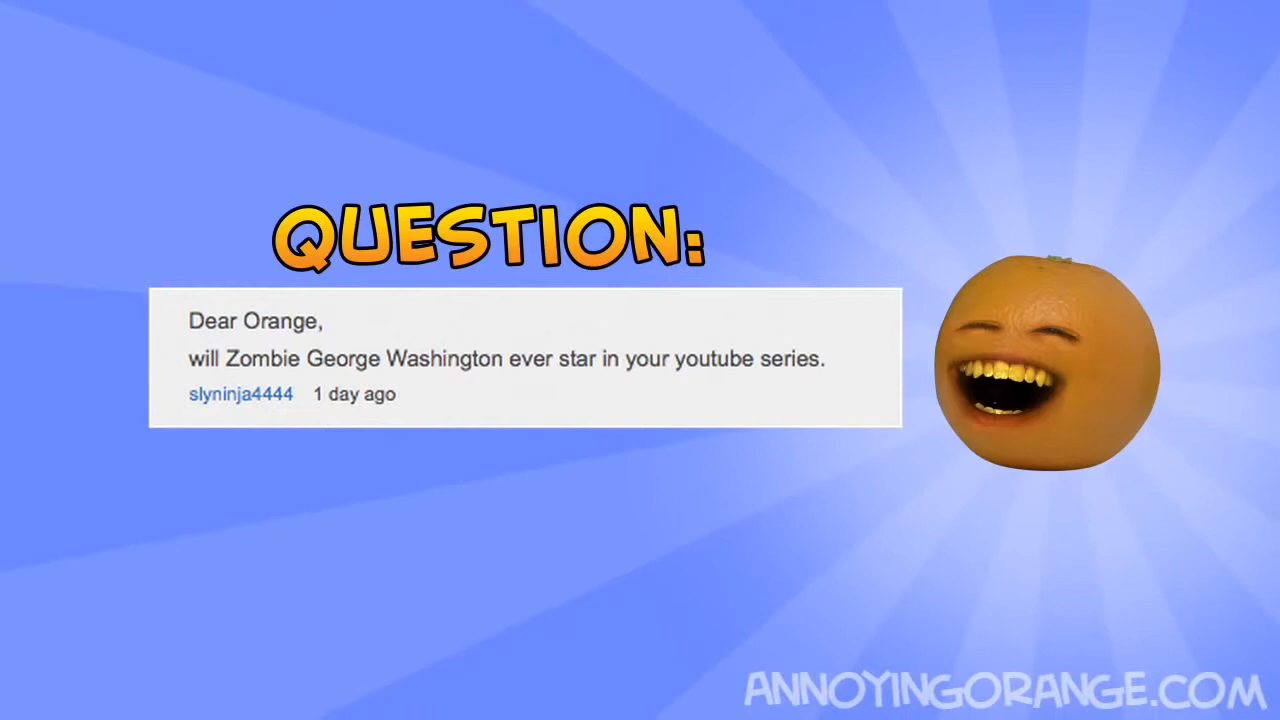 QUESTION:
Dear Orange,
will Zombie George Washington ever star in your youtube series.
slyninja4444 1 day ago
ANNOYINGORANGE.COM